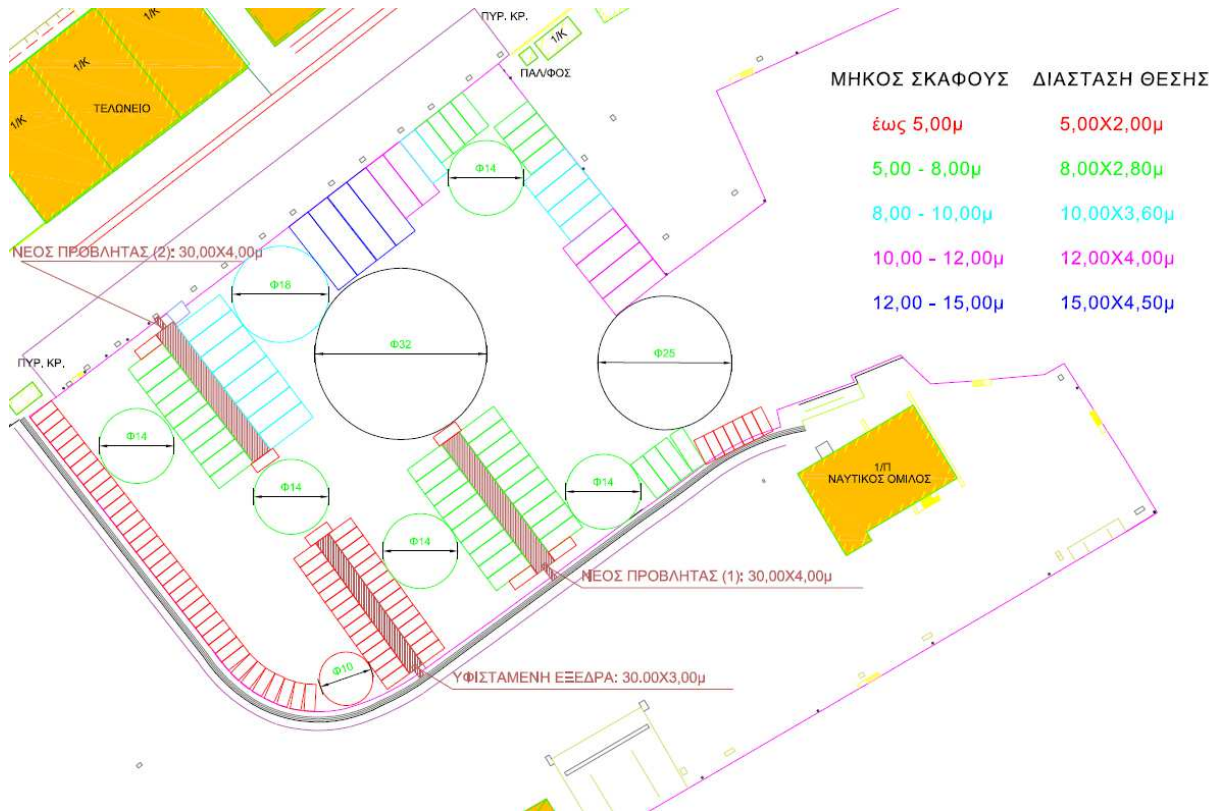 ΠΥΡ. ΚΡ.
1/Κ
1/Κ
ΠΑΛ/ΦΟΣ
1/Κ
ΤΕΛΩΝΕΙΟ
1/Κ
ΜΗΚΟΣ ΣΚΑΦΟΥΣ ΔΙΑΣΤΑΣΗ ΘΕΣΗΣ
έως 5,00μ 5,00Χ2,00μ
5,00 - 8,00μ 8,00Χ2,80μ
8,00 - 10,00μ 10,00Χ3,60μ
10,00 - 12,00μ 12,00Χ4,00μ
12,00 - 15,00μ 15,00Χ4,50μ
Φ14
ΝΕΟΣ ΠΡΟΒΛΗΤΑΣ (2): 30,00Χ4,00μ
Φ18
Φ32
Φ25
ΠΥΡ. ΚΡ.
Φ14
Φ14
Φ14
Φ14
1/Π
ΝΑΥΤΙΚΟΣ ΟΜΙΛΟΣ
ΝΕΟΣ ΠΡΟΒΛΗΤΑΣ (1): 30,00Χ4,00μ
Φ10
ΥΦΙΣΤΑΜΕΝΗ ΕΞΕΔΡΑ: 30.00Χ3,00μ